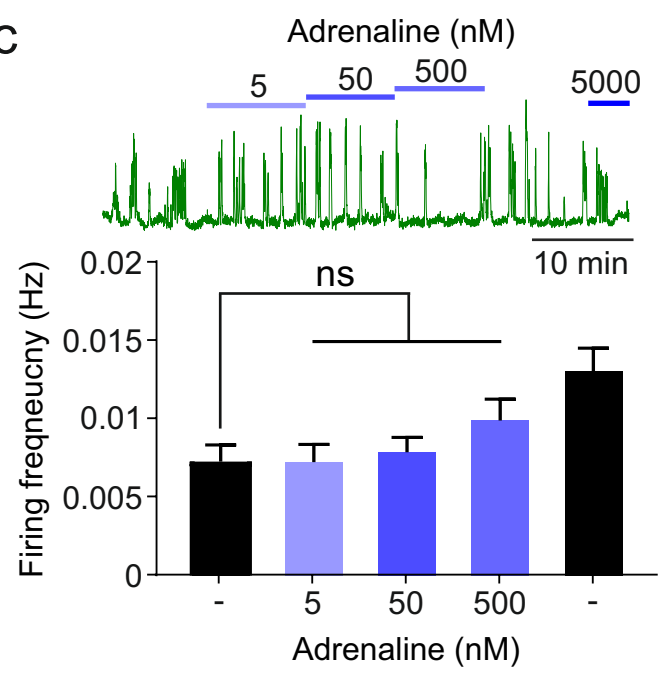 C
Adrenaline (nM)
5 50 500 5000
10 min
Firing freqneucny (Hz)
0.02
0.015
0.01
0.005
0
ns
- 5 50 500 -
Adrenaline (nM)